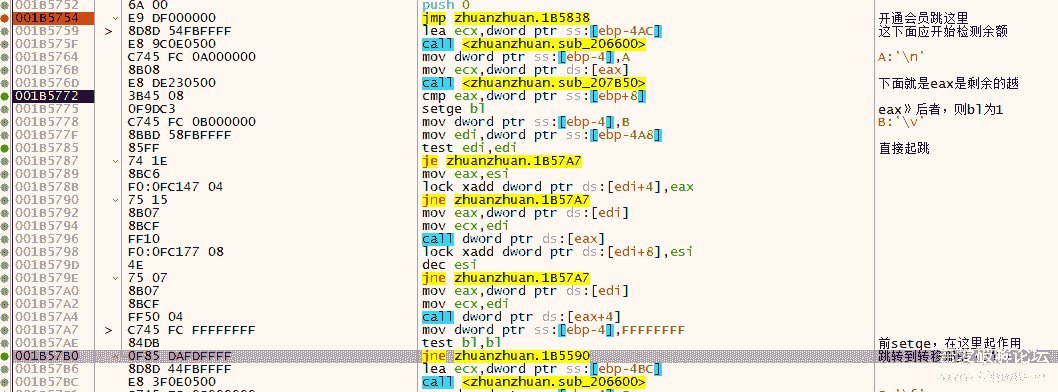 001B5752 6A 00 push 0
001B5754 E9 DF000000 jmp zhuanzhuan.1B5838 开通会员跳这里
001B5759 > 8D8D 54FBFFFF lea ecx,dword ptr ss:[ebp-4AC] 这下面应开始检测余额
001B575F E8 9C0E0500 call <zhuanzhuan.sub_206600>
001B5764 C745 FC 0A000000 mov dword ptr ss:[ebp-4],A A:'\n'
001B576B 8B08 mov ecx,dword ptr ds:[eax]
001B576D E8 DE230500 call <zhuanzhuan.sub_207B50> 下面就是eax是剩余的越
001B5772 3B45 08 cmp eax,dword ptr ss:[ebp+8]
001B5775 0F9DC3 setge bl eax》后者,则bl为1
001B5778 C745 FC 0B000000 mov dword ptr ss:[ebp-4],B B:'\v'
001B577F 8BBD 58FBFFFF mov edi,dword ptr ss:[ebp-4A8]
001B5785 85FF test edi,edi 直接起跳
001B5787 74 1E je zhuanzhuan.1B57A7
001B5789 8BC6 mov eax,esi
001B578B F0:0FC147 04 lock xadd dword ptr ds:[edi+4],eax
001B5790 75 15 jne zhuanzhuan.1B57A7
001B5792 8B07 mov eax,dword ptr ds:[edi]
001B5794 8BCF mov ecx,edi
001B5796 FF10 call dword ptr ds:[eax]
001B5798 F0:0FC177 08 lock xadd dword ptr ds:[edi+8],esi
001B579D 4E dec esi
001B579E 75 07 jne zhuanzhuan.1B57A7
001B57A0 8B07 mov eax,dword ptr ds:[edi]
001B57A2 8BCF mov ecx,edi
001B57A4 FF50 04 call dword ptr ds:[eax+4]
001B57A7 > C745 FC FFFFFFFF mov dword ptr ss:[ebp-4],FFFFFFFF
001B57AE 84DB test bl,bl 前setge,在这里起作用
001B57B0 0F85 DAFDFFFF jne zhuanzhuan.1B5590 跳转到转移
001B57B6 8D8D 44FBFFFF lea ecx,dword ptr ss:[ebp-4BC]
001B57BC E8 3F0E0500 call <zhuanzhuan.sub_206600>